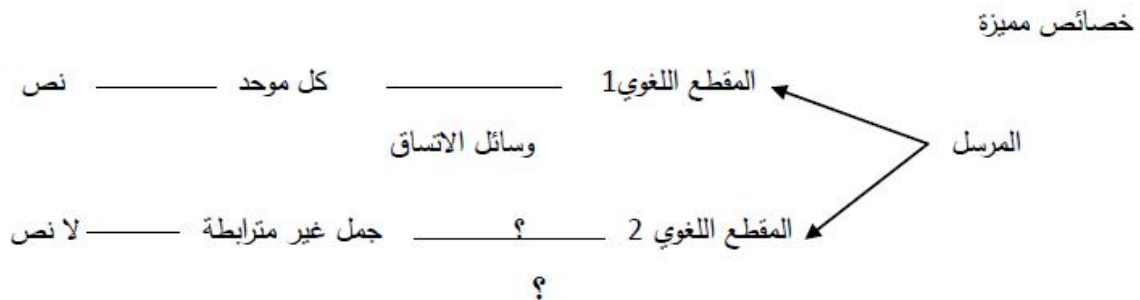 خصائص مميزة
المقطع اللغوي1 كل موحد نص
المرسل وسائل الاتساق
المقطع اللغوي 2 ؟ جمل غير مترابطة لا نص
؟